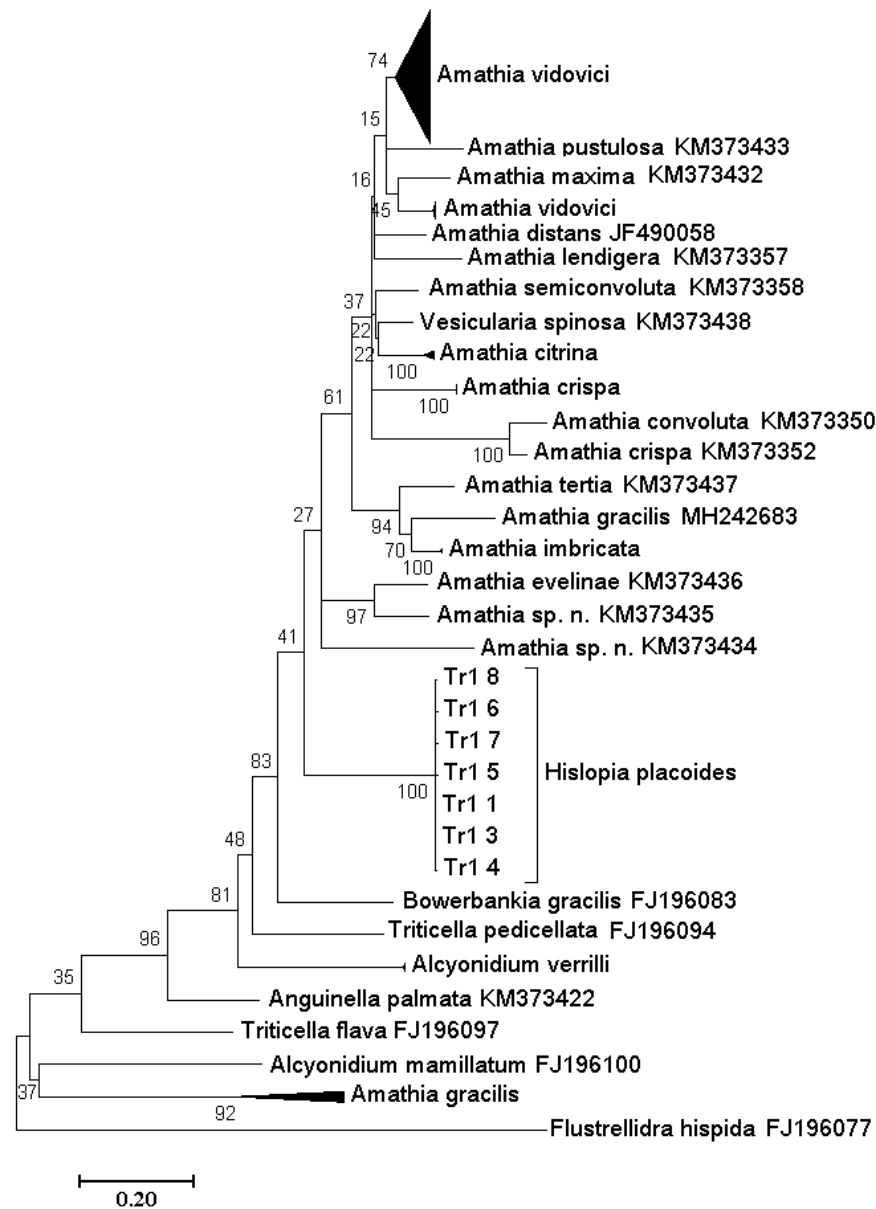 74
Amathia vidovici
15
Amathia pustulosa KM373433
16
Amathia maxima KM373432
45
Amathia vidovici
Amathia distans JF490058
Amathia lendigera KM373357
Amathia semiconvoluta KM373358
37
Vesicularia spinosa KM373438
22
22
Amathia citrina
100
Amathia crispa
100
61
Amathia convoluta KM373350
100
Amathia crispa KM373352
Amathia tertia KM373437
27
Amathia gracilis MH242683
94
70
Amathia imbricata
100
Amathia evelinae KM373436
97
Amathia sp. n. KM373435
41
Amathia sp. n. KM373434
Tr1 8
Tr1 6
Tr1 7
83
Tr1 5
Hislopia placoides
100
Tr1 1
Tr1 3
48
Tr1 4
81
Bowerbankia gracilis FJ196083
Triticella pedicellata FJ196094
96
Alcyonidium verrilli
35
Anguinella palmata KM373422
Triticella flava FJ196097
Alcyonidium mamillatum FJ196100
37
Amathia gracilis
92
Flustrellidra hispida FJ196077
0.20